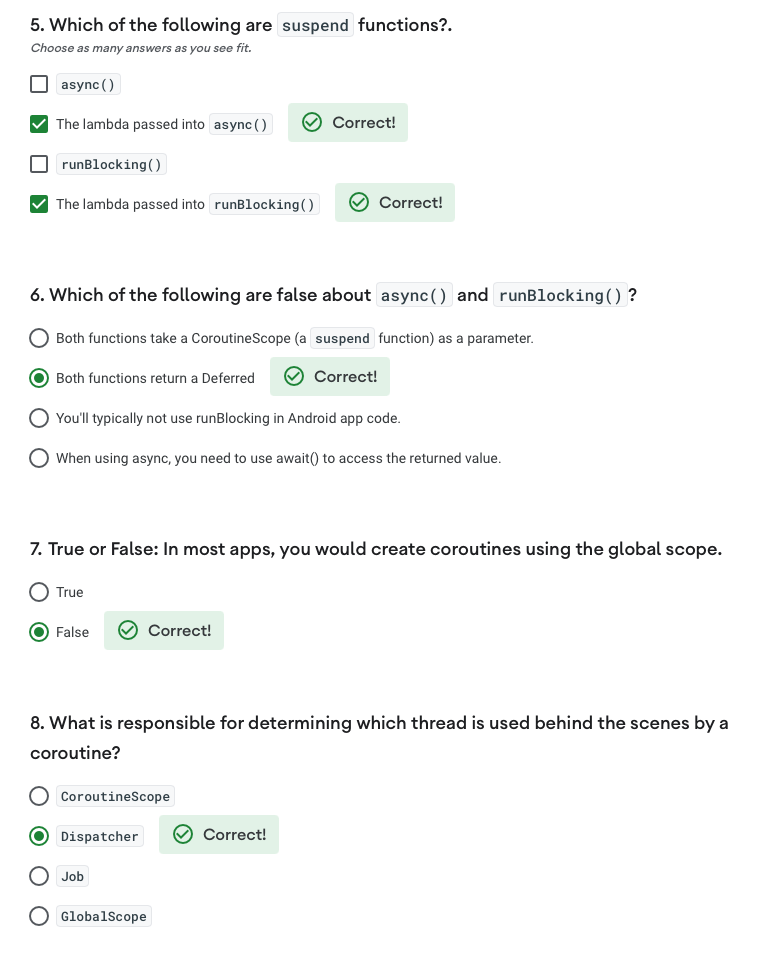 5. Which of the following are suspend functions?.
Choose as many answers as you see fit.
async()
The lambda passed into async() Correct!
runBlocking()
The lambda passed into runBlocking() Correct!
6. Which of the following are false about async() and runBlocking()?
Both functions take a CoroutineScope (a suspend function) as a parameter.
Both functions return a Deferred Correct!
You'll typically not use runBlocking in Android app code.
When using async, you need to use await() to access the returned value.
7. True or False: In most apps, you would create coroutines using the global scope.
True
False Correct!
8. What is responsible for determining which thread is used behind the scenes by a
coroutine?
CoroutineScope
Dispatcher Correct!
Job
GlobalScope